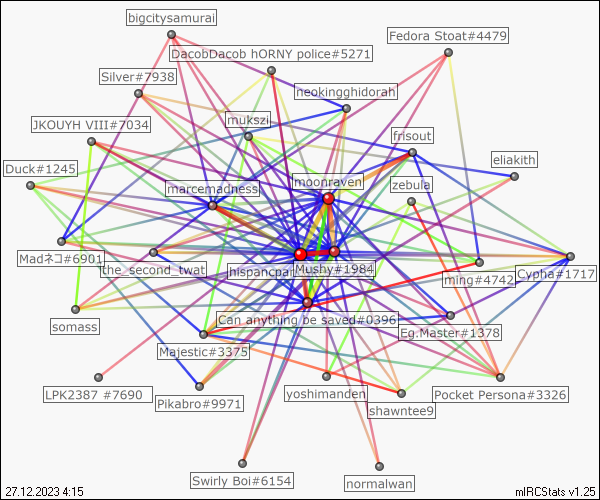 bigcitysamurai
Fedora Stoat#4479
DacobDacob hORNY police#5271
Silver#7938
neokingghidorah
mukszi
JKOUYH VIII#7034
frisout
eliakith
Duck#1245
marcemadness
moonraven
zebula
Madネコ#6901
the_second_twat
hispancpar
Mushy#1984
ming#4742
Cypha#1717
somass
Can anything be saved#0396
Eg.Master#1378
Majestic#3375
LPK2387 #7690
Pikabro#9971
yoshimanden
shawntee9
Pocket Persona#3326
Swirly Boi#6154
normalwan
27.12.2023 4:15
mIRCStats v1.25